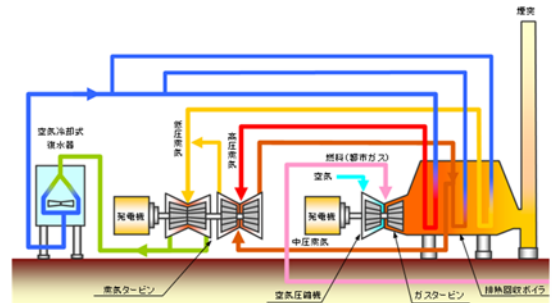 煙突
空気冷却式
復水器
低圧蒸気
高圧蒸気
燃料(都市ガス)
空気
発電機
発電機
中圧蒸気
蒸気タービン
空気圧縮機
ガスタービン
排熱回収ボイラ